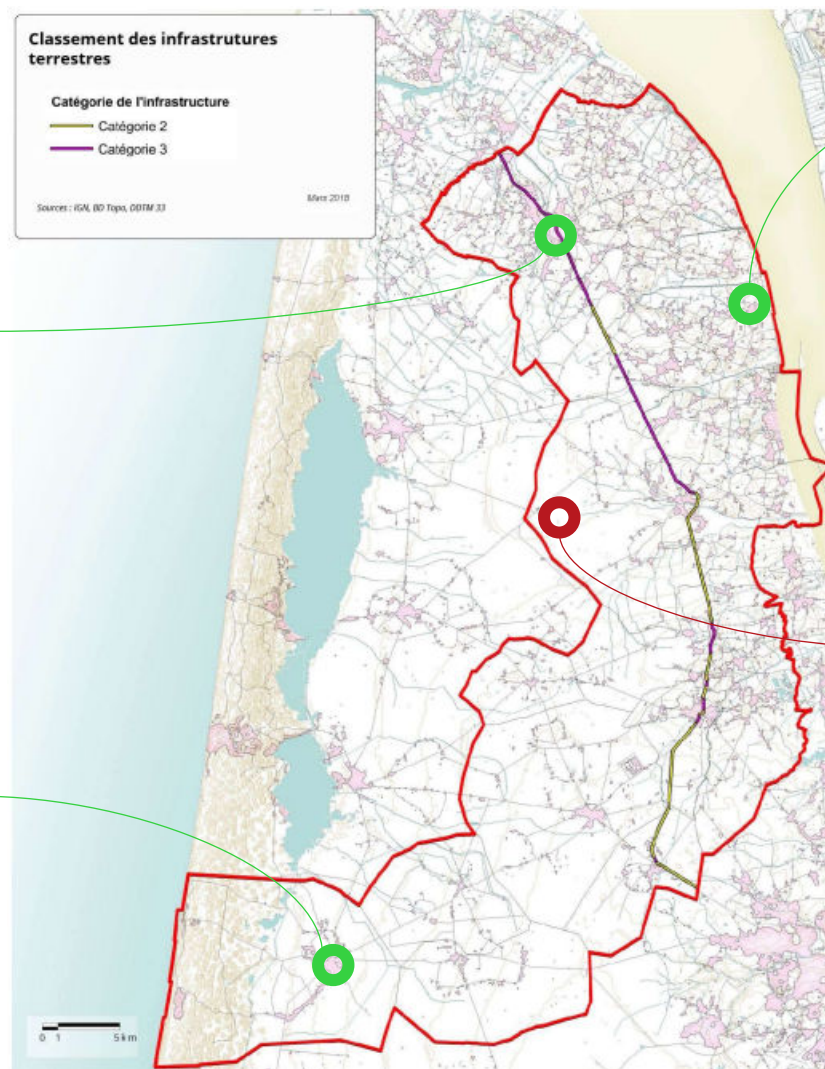 Classement des infrastrutures
terrestres
Catégorie de l'infrastructure
Catégorie 2
Catégorie 3
Mars 2018
Sources : IGN, BD Topo, DDTM 33
0 1 5 km